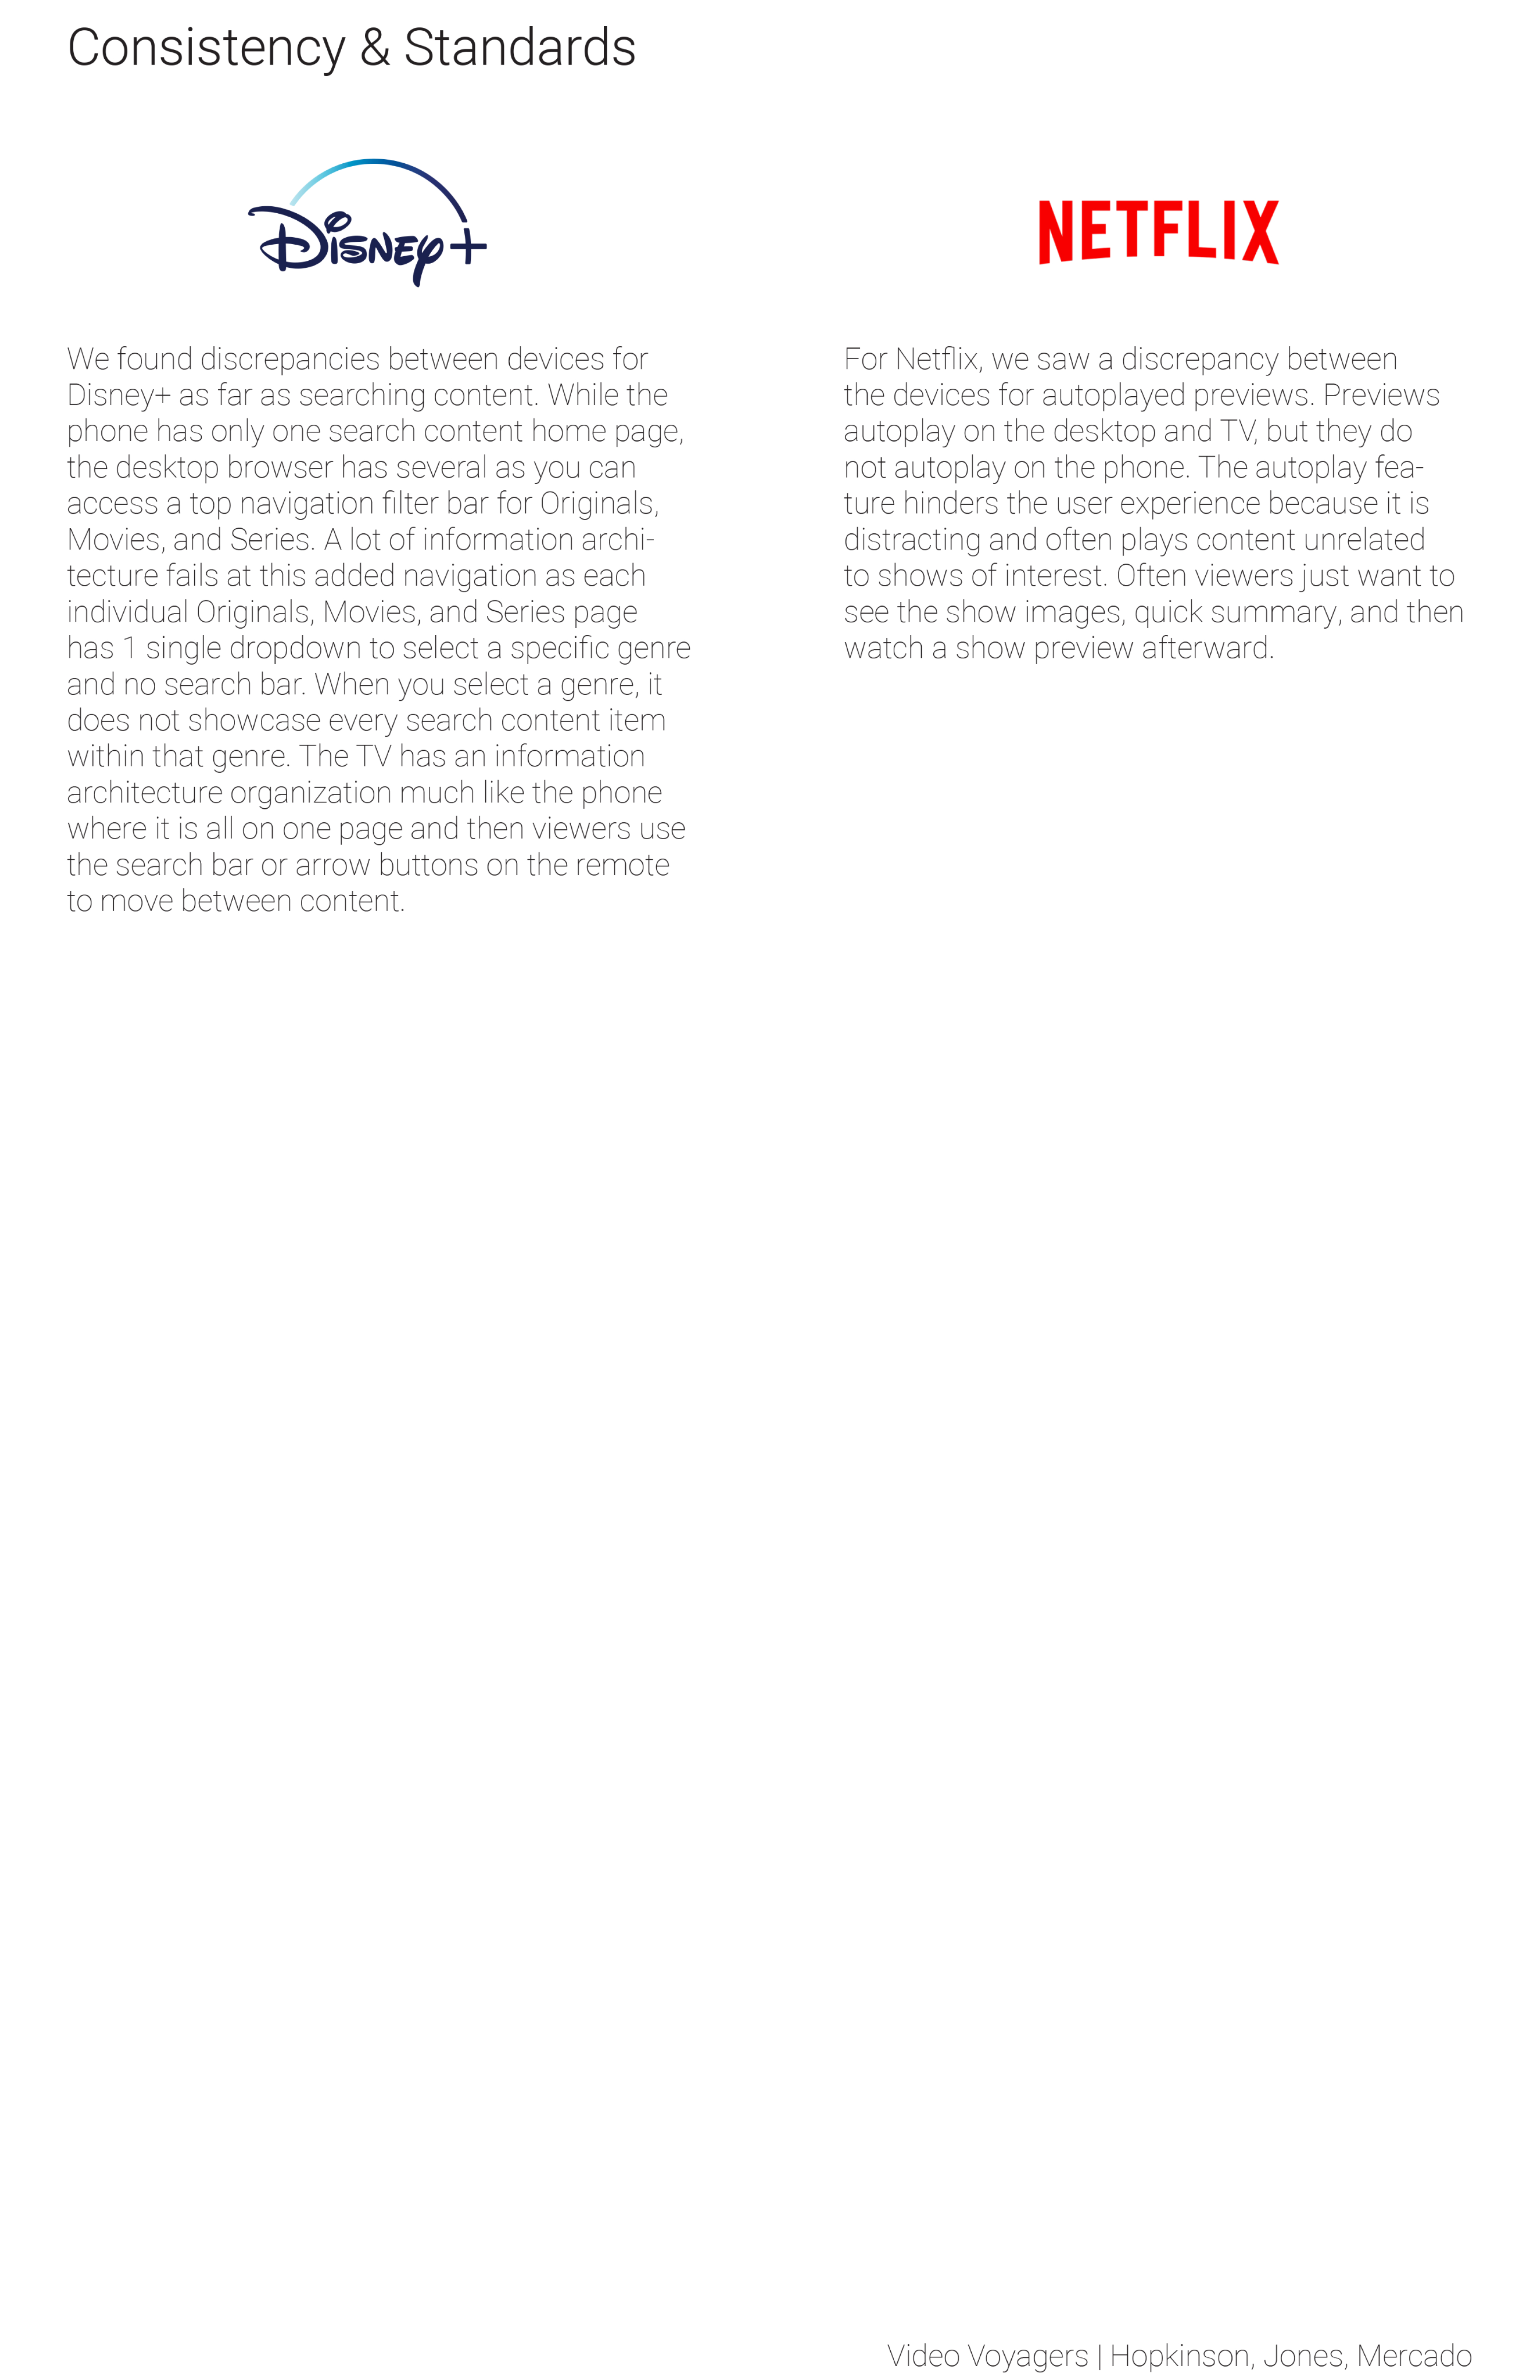 Consistency & Standards
Disney+
We found discrepancies between devices for
Disney+ as far as searching content. While the
phone has only one search content home page,
the desktop browser has several as you can
access a top navigation filter bar for Originals,
Movies, and Series. A lot of information archi-
tecture fails at this added navigation as each
individual Originals, Movies, and Series page
has 1 single dropdown to select a specific genre
and no search bar. When you select a genre, it
does not showcase every search content item
within that genre. The TV has an information
architecture organization much like the phone
where it is all on one page and then viewers use
the search bar or arrow buttons on the remote
to move between content.
NETFLIX
For Netflix, we saw a discrepancy between
the devices for autoplayed previews. Previews
autoplay on the desktop and TV, but they do
not autoplay on the phone. The autoplay fea-
ture hinders the user experience because it is
distracting and often plays content unrelated
to shows of interest. Often viewers just want to
see the show images, quick summary, and then
watch a show preview afterward.
Video Voyagers | Hopkinson, Jones, Mercado